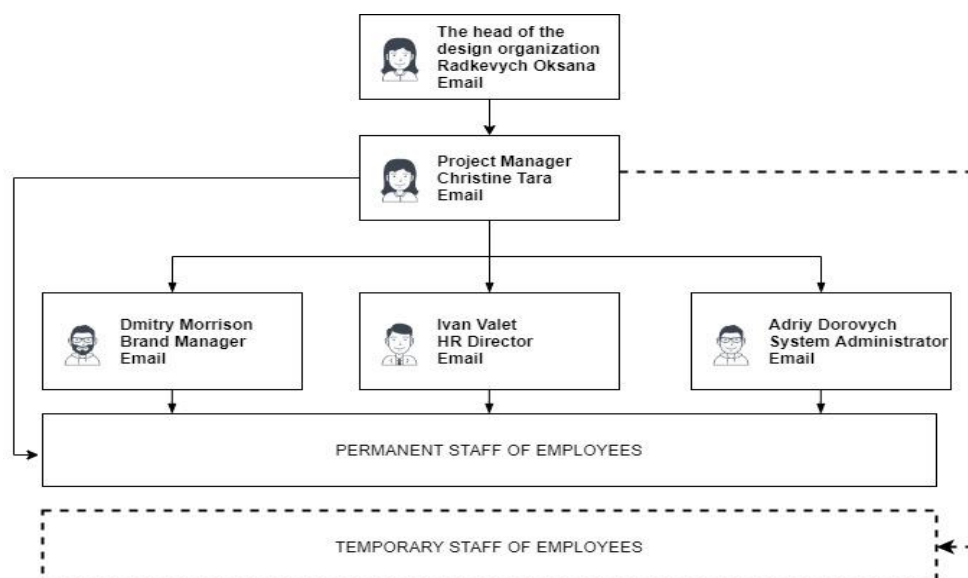 The head of the
design organization
Radkevych Oksana
Email
Project Manager
Christine Tara
Email
Dmitry Morrison
Brand Manager
Email
Ivan Valet
HR Director
Email
Adriy Dorovych
System Administrator
Email
PERMANENT STAFF OF EMPLOYEES
TEMPORARY STAFF OF EMPLOYEES